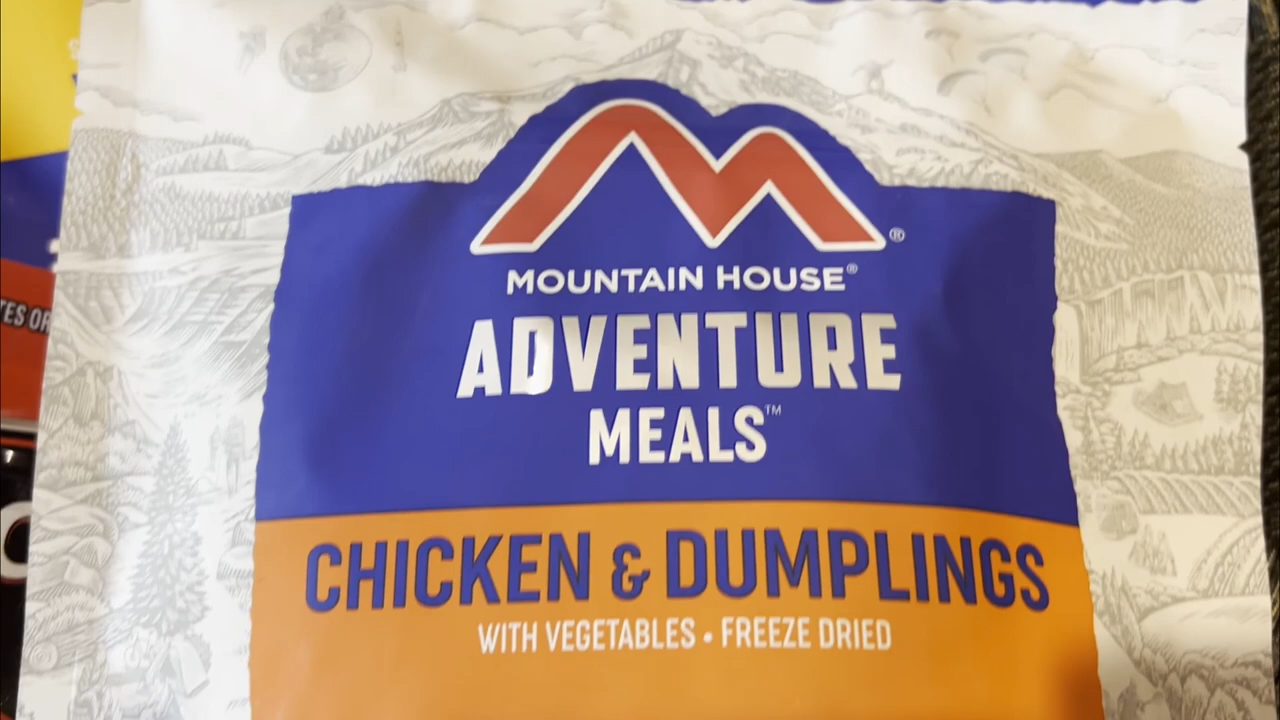 MOUNTAIN HOUSE®
ADVENTURE
MEALS™
CHICKEN & DUMPLINGS
WITH VEGETABLES • FREEZE DRIED